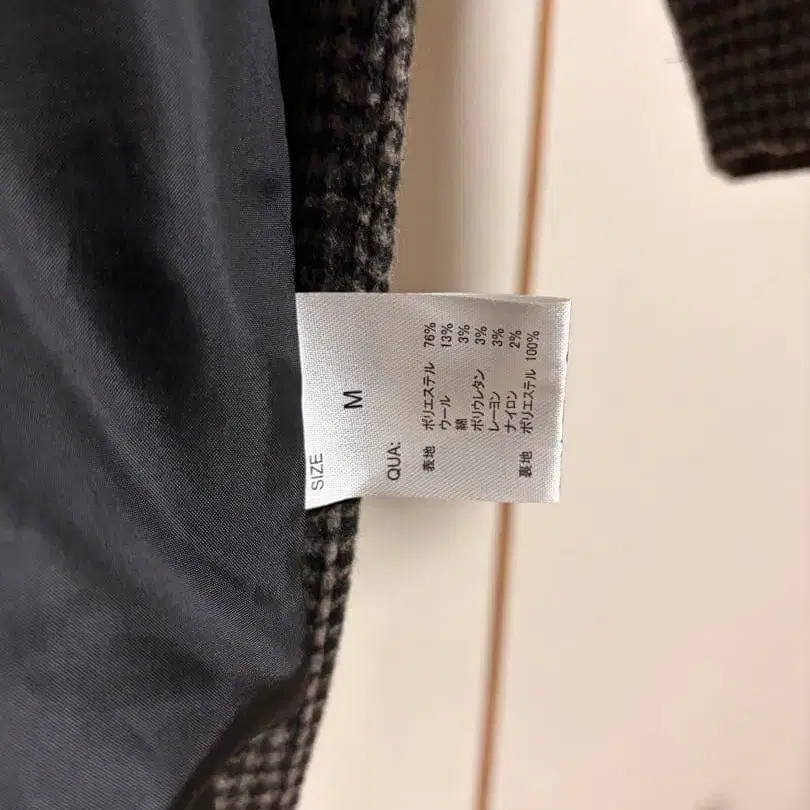 SIZE
M
QUA:
表地 ポリエステル 76%
ウール 13%
綿 3%
ポリウレタン 3%
レーヨン 3%
ナイロン 2%
裏地 ポリエステル 100%